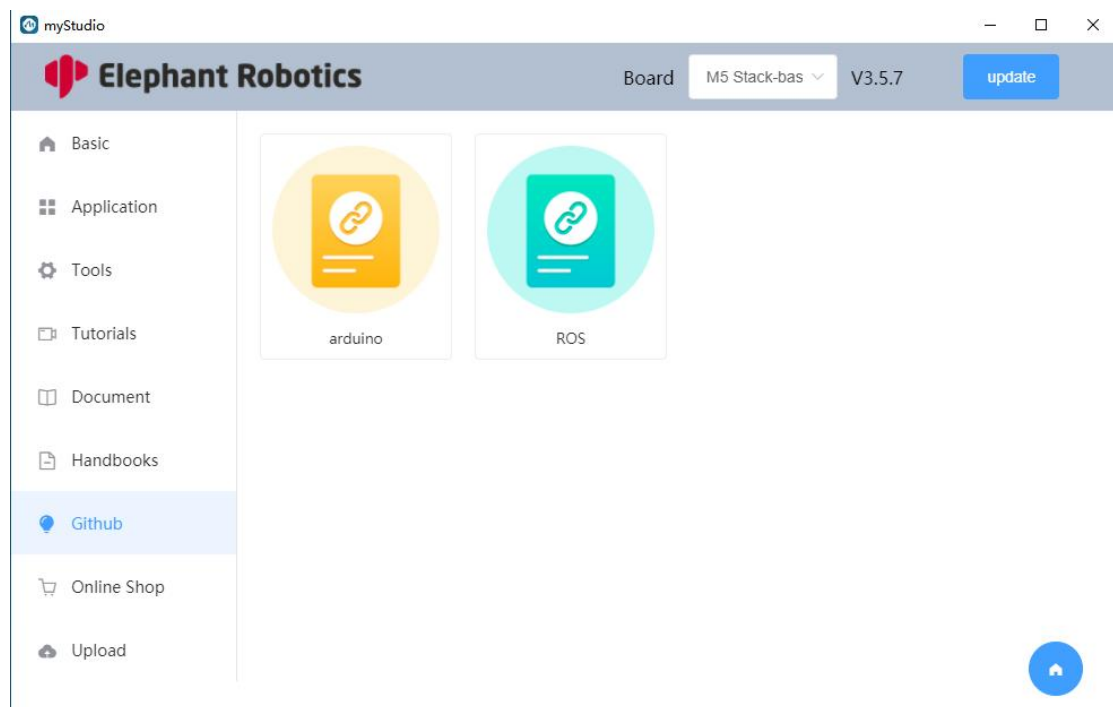 myStudio
Elephant Robotics
Board
M5 Stack-bas
V3.5.7
update
Basic
Application
Tools
Tutorials
Document
Handbooks
Github
Online Shop
Upload
arduino
ROS